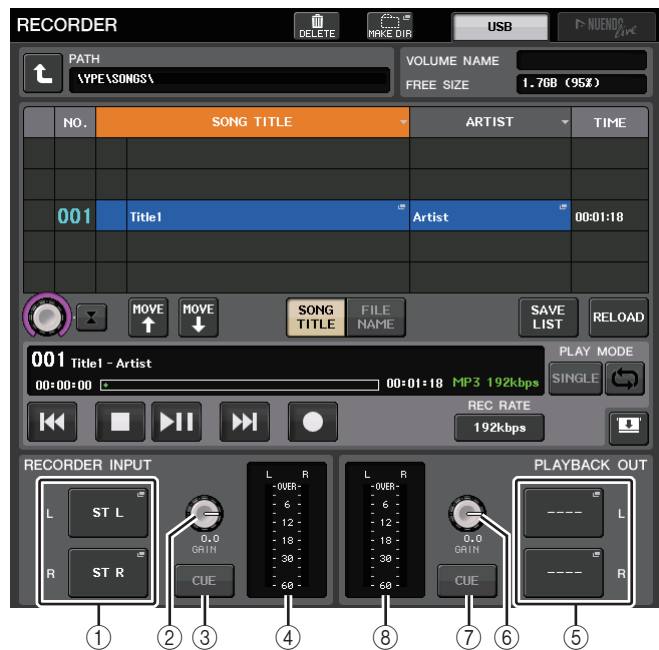 RECORDER
DELETE
MAKE DIR
USB
NUENDO live
PATH
\YPE\SONGS\
VOLUME NAME
FREE SIZE
1.7GB (95%)
NO.
SONG TITLE
ARTIST
TIME
001
Title1
Artist
00:01:18
MOVE
MOVE
SONG TITLE
FILE NAME
SAVE LIST
RELOAD
001 Title1 - Artist
00:00:00
00:01:18
MP3 192kbps
PLAY MODE
SINGLE
REC RATE
192kbps
RECORDER INPUT
L
ST L
R
ST R
0.0
GAIN
CUE
L R
-OVER-
6
12
18
30
60
PLAYBACK OUT
L R
-OVER-
6
12
18
30
60
0.0
GAIN
CUE
----
L
----
R
① ② ③ ④ ⑧ ⑦ ⑥ ⑤